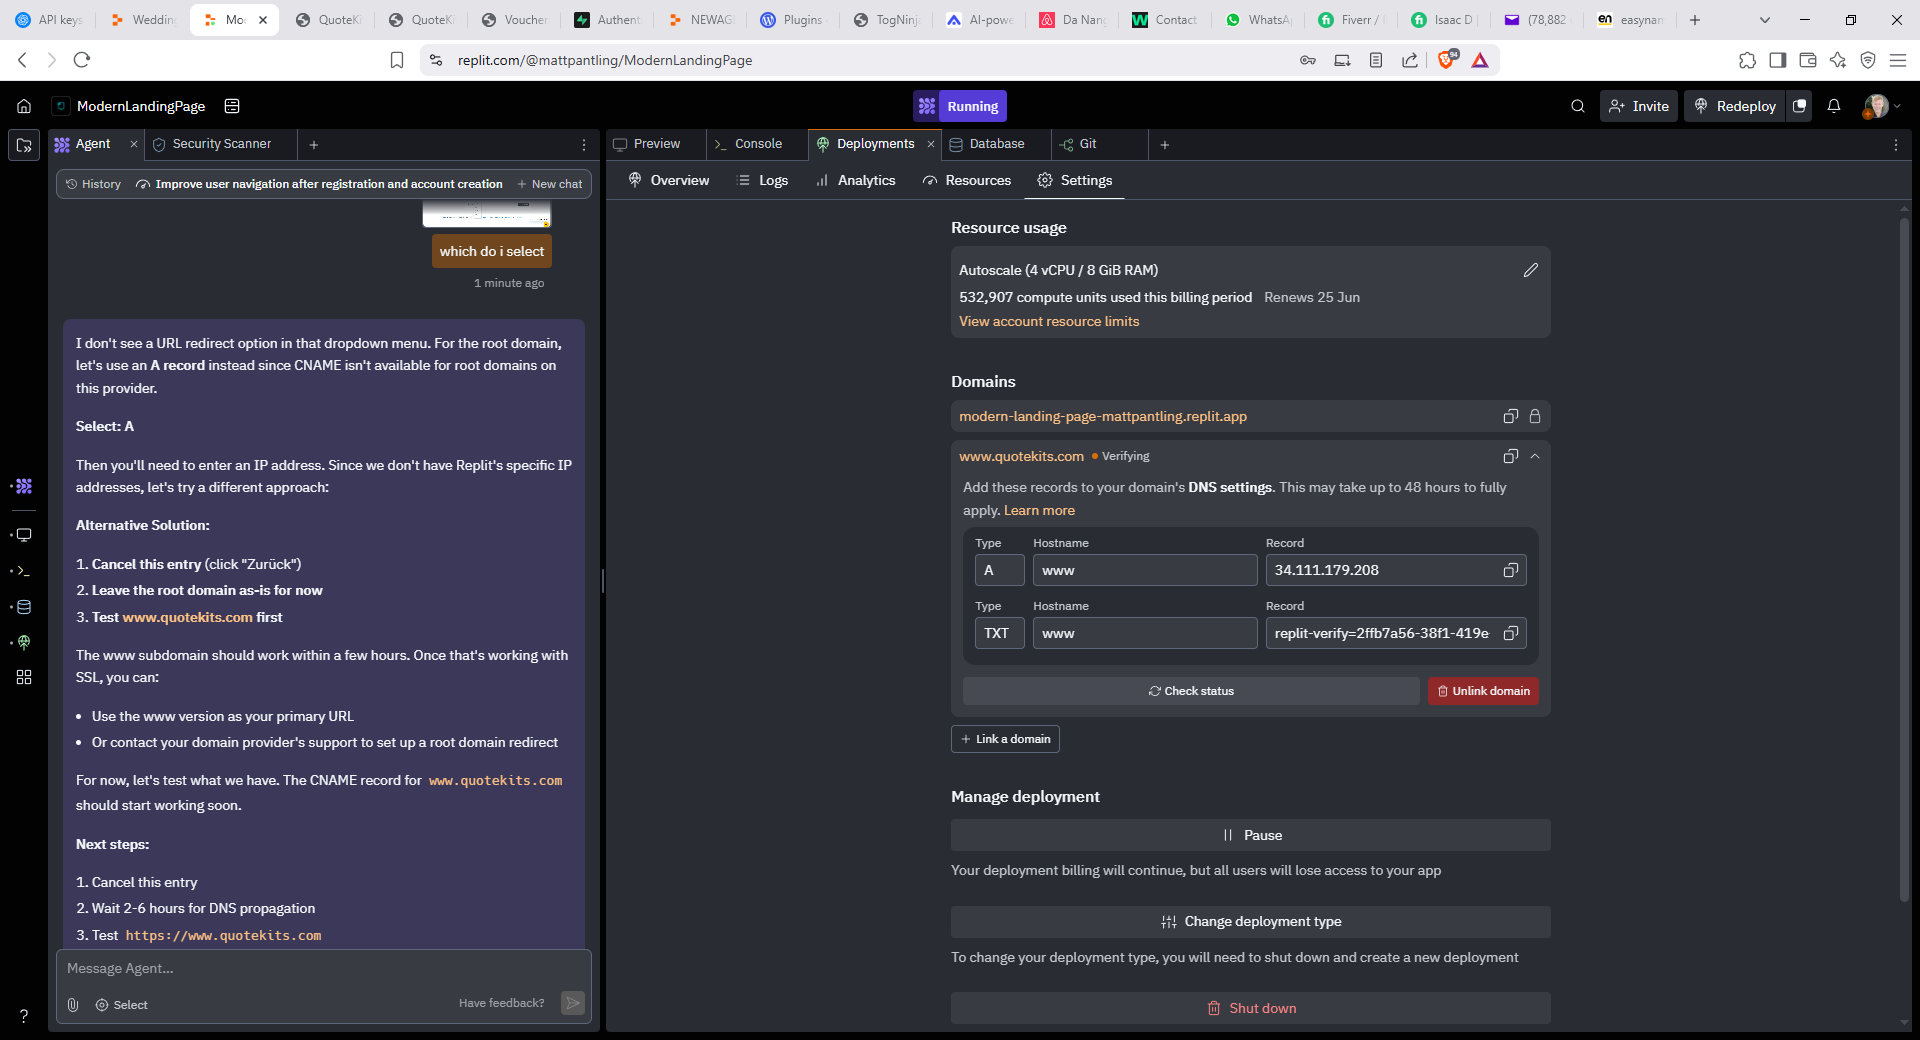 API keys
Weddin
Mo
QuoteKi
QuoteKi
Voucher
Authent
NEWAG
Plugins
TogNinja
AI-powe
Da Nang
Contact
WhatsA
Fiverr /
Isaac D
(78,882
easynam
replit.com/@mattpantling/ModernLandingPage
ModernLandingPage
Running
Invite
Redeploy
Agent
Security Scanner
Preview
Console
Deployments
Database
Git
History
Improve user navigation after registration and account creation
New chat
Overview
Logs
Analytics
Resources
Settings
which do i select
1 minute ago
I don't see a URL redirect option in that dropdown menu. For the root domain,
let's use an A record instead since CNAME isn't available for root domains on
this provider.
Select: A
Then you'll need to enter an IP address. Since we don't have Replit's specific IP
addresses, let's try a different approach:
Alternative Solution:
1. Cancel this entry (click "Zurück")
2. Leave the root domain as-is for now
3. Test www.quotekits.com first
The www subdomain should work within a few hours. Once that's working with
SSL, you can:
• Use the www version as your primary URL
• Or contact your domain provider's support to set up a root domain redirect
For now, let's test what we have. The CNAME record for www.quotekits.com
should start working soon.
Next steps:
1. Cancel this entry
2. Wait 2-6 hours for DNS propagation
3. Test https://www.quotekits.com
Message Agent...
Select
Have feedback?
Resource usage
Autoscale (4 vCPU / 8 GiB RAM)
532,907 compute units used this billing period Renews 25 Jun
View account resource limits
Domains
modern-landing-page-mattpantling.replit.app
www.quotekits.com • Verifying
Add these records to your domain's DNS settings. This may take up to 48 hours to fully
apply. Learn more
Type Hostname Record
A www 34.111.179.208
Type Hostname Record
TXT www replit-verify=2ffb7a56-38f1-419e-
Check status
Unlink domain
+ Link a domain
Manage deployment
Pause
Your deployment billing will continue, but all users will lose access to your app
Change deployment type
To change your deployment type, you will need to shut down and create a new deployment
Shut down